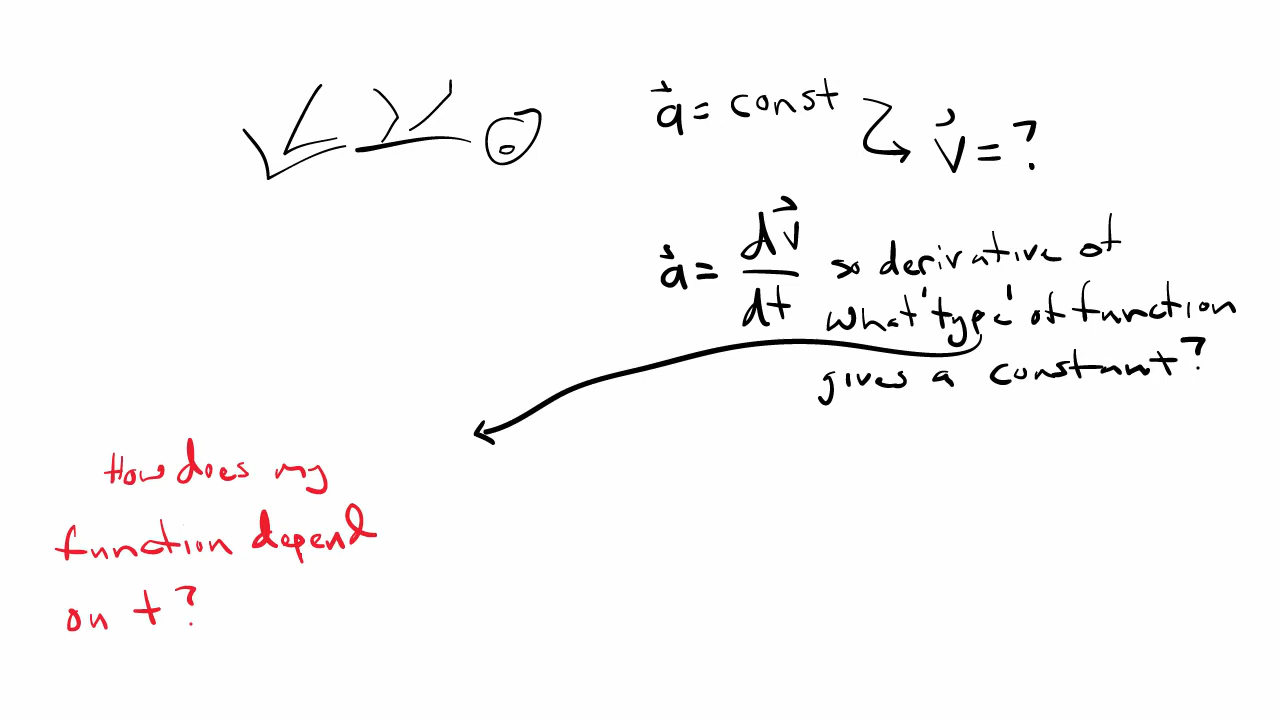 a⃗ = const
v⃗ = ?
a⃗ = dv⃗/dt so derivative of
what 'type' of function
gives a constant?
How does my
function depend
on t?